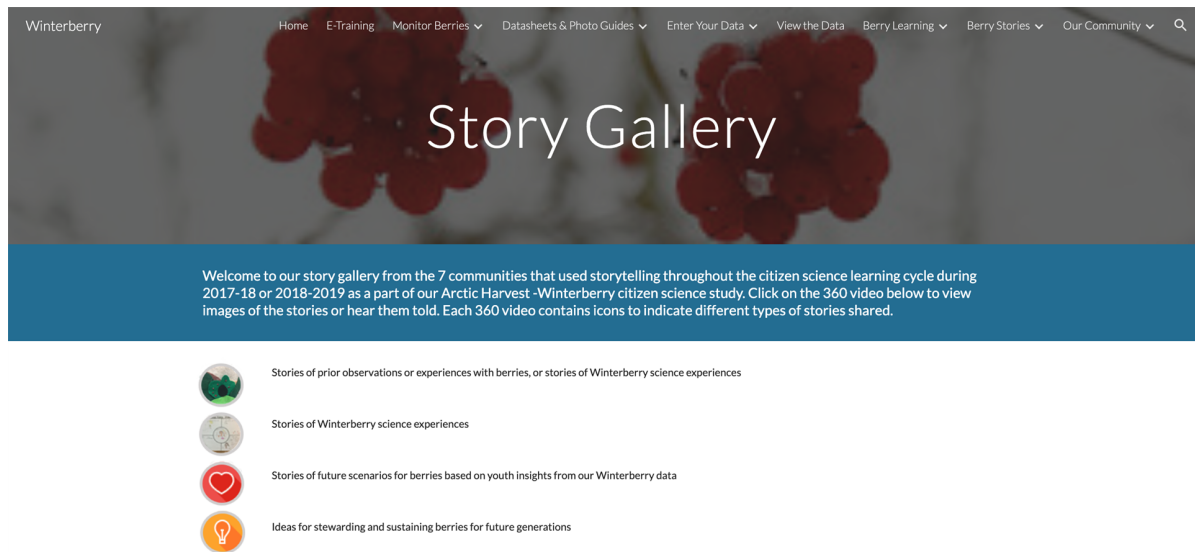 Winterberry
Home
E-Training
Monitor Berries
Datasheets & Photo Guides
Enter Your Data
View the Data
Berry Learning
Berry Stories
Our Community
Story Gallery
Welcome to our story gallery from the 7 communities that used storytelling throughout the citizen science learning cycle during
2017-18 or 2018-2019 as a part of our Arctic Harvest -Winterberry citizen science study. Click on the 360 video below to view
images of the stories or hear them told. Each 360 video contains icons to indicate different types of stories shared.
Stories of prior observations or experiences with berries, or stories of Winterberry science experiences
Stories of Winterberry science experiences
Stories of future scenarios for berries based on youth insights from our Winterberry data
Ideas for stewarding and sustaining berries for future generations